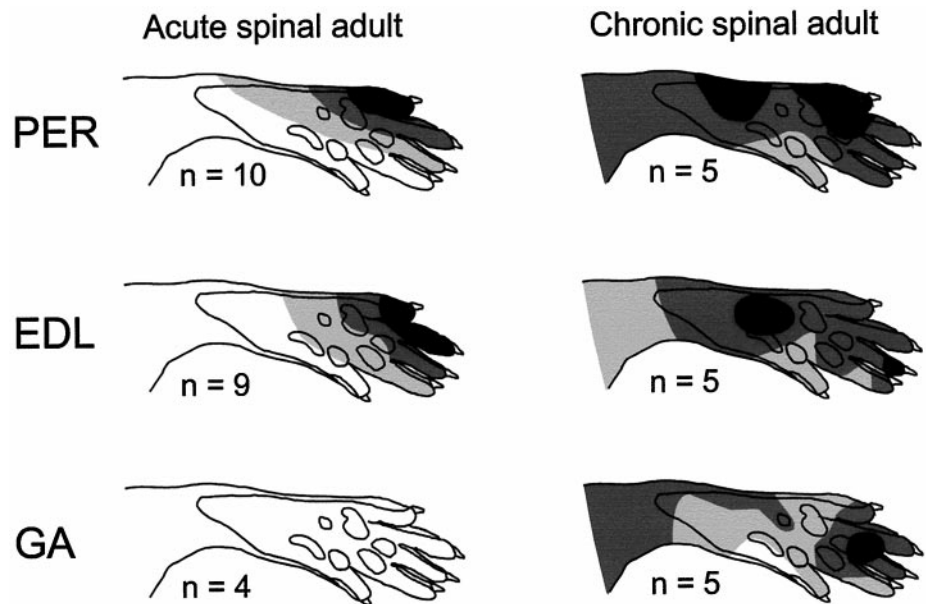 Acute spinal adult Chronic spinal adult
PER
n = 10 n = 5
EDL
n = 9 n = 5
GA
n = 4 n = 5